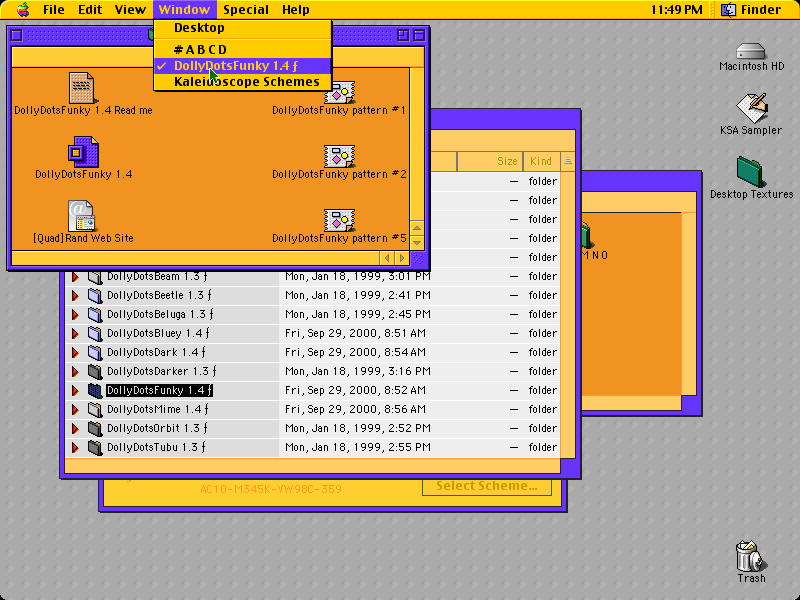 File Edit View Window Special Help 11:49 PM Finder
Desktop
# A B C D
✓ DollyDotsFunky 1.4 ƒ
Kaleidoscope Schemes
DollyDotsFunky 1.4 Read me
DollyDotsFunky pattern #1
DollyDotsFunky 1.4
DollyDotsFunky pattern #2
[Quad]Rand Web Site
DollyDotsFunky pattern #5
Size Kind
— folder
— folder
— folder
— folder
— folder
DollyDotsBeam 1.3 ƒ Mon, Jan 18, 1999, 3:01 PM — folder
DollyDotsBeetle 1.3 ƒ Mon, Jan 18, 1999, 2:41 PM — folder
DollyDotsBeluga 1.3 ƒ Mon, Jan 18, 1999, 2:45 PM — folder
DollyDotsBluey 1.4 ƒ Fri, Sep 29, 2000, 8:51 AM — folder
DollyDotsDark 1.4 ƒ Fri, Sep 29, 2000, 8:54 AM — folder
DollyDotsDarker 1.3 ƒ Mon, Jan 18, 1999, 3:16 PM — folder
DollyDotsFunky 1.4 ƒ Fri, Sep 29, 2000, 8:52 AM — folder
DollyDotsMime 1.4 ƒ Fri, Sep 29, 2000, 8:56 AM — folder
DollyDotsOrbit 1.3 ƒ Mon, Jan 18, 1999, 2:52 PM — folder
DollyDotsTubu 1.3 ƒ Mon, Jan 18, 1999, 2:55 PM — folder
M N O
AC10-M345K-VW98C-359
Select Scheme...
Macintosh HD
KSA Sampler
Desktop Textures
Trash